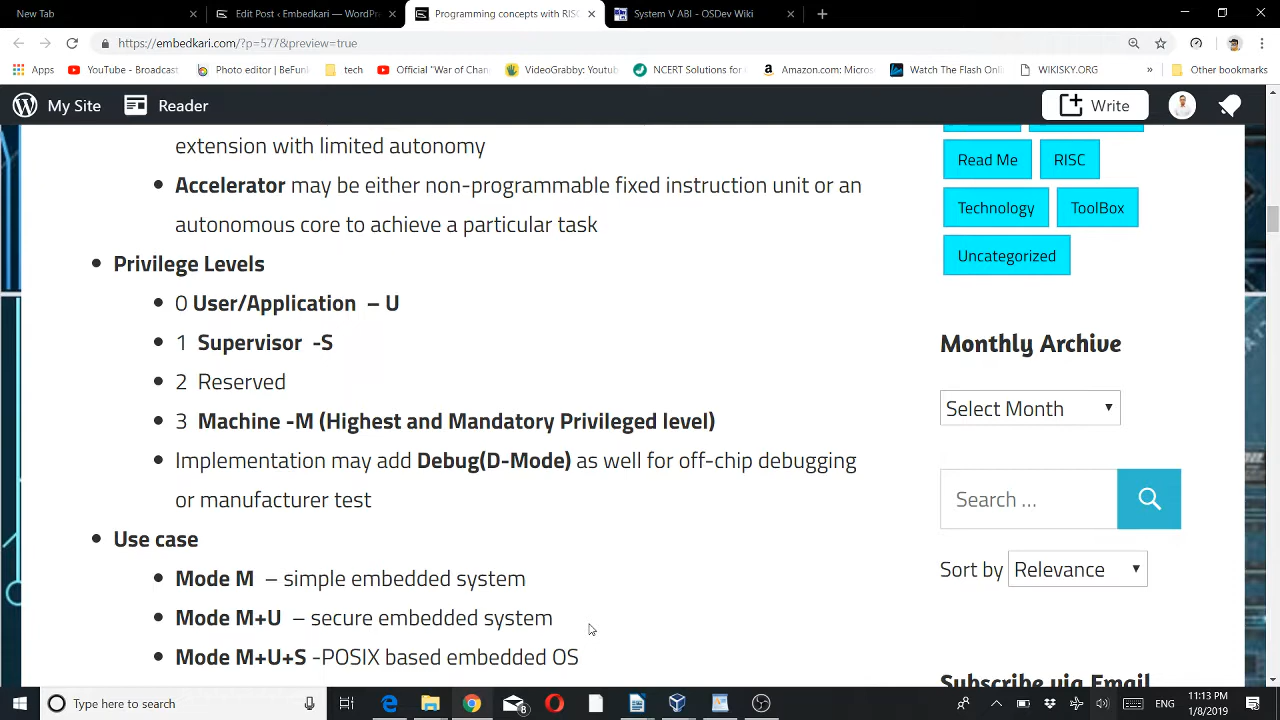 New Tab
Edit Post ‹ Embedkari — WordPr
Programming concepts with RISC
System V ABI - OSDev Wiki
https://embedkari.com/?p=577&preview=true
Apps
YouTube - Broadcast
Photo editor | BeFun
tech
Official "War of Chan
VideoGrabby: Youtub
NCERT Solutions for
Amazon.com: Micros
Watch The Flash Onl
WIKISKY.ORG
»
Other bookmarks
My Site
Reader
Write
extension with limited autonomy
Accelerator may be either non-programmable fixed instruction unit or an
autonomous core to achieve a particular task
Privilege Levels
0 User/Application – U
1 Supervisor -S
2 Reserved
3 Machine -M (Highest and Mandatory Privileged level)
Implementation may add Debug(D-Mode) as well for off-chip debugging
or manufacturer test
Use case
Mode M – simple embedded system
Mode M+U – secure embedded system
Mode M+U+S -POSIX based embedded OS
Read Me
RISC
Technology
ToolBox
Uncategorized
Monthly Archive
Select Month
Search …
Sort by Relevance
Subscribe via Email
Type here to search
8
ENG
11:13 PM
1/8/2019